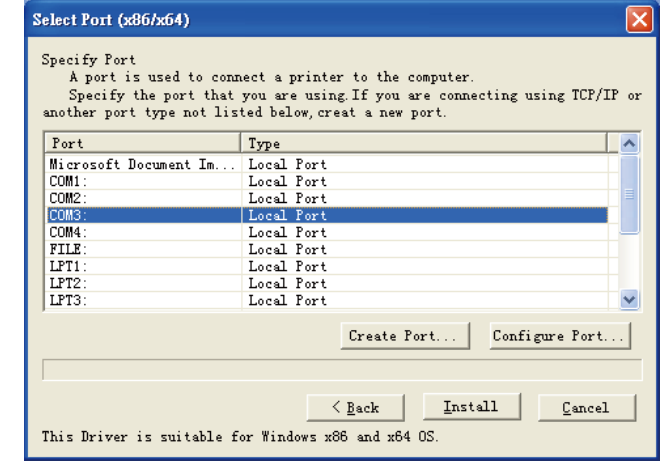 Select Port (x86/x64)
Specify Port
A port is used to connect a printer to the computer.
Specify the port that you are using.If you are connecting using TCP/IP or
another port type not listed below,creat a new port.
Port Type
Microsoft Document Im... Local Port
COM1: Local Port
COM2: Local Port
COM3: Local Port
COM4: Local Port
FILE: Local Port
LPT1: Local Port
LPT2: Local Port
LPT3: Local Port
Create Port... Configure Port...
< Back Install Cancel
This Driver is suitable for Windows x86 and x64 OS.